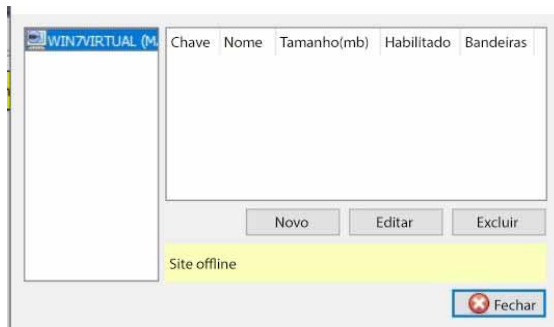 WIN7VIRTUAL (M.
Chave Nome Tamanho(mb) Habilitado Bandeiras
Novo Editar Excluir
Site offline
Fechar